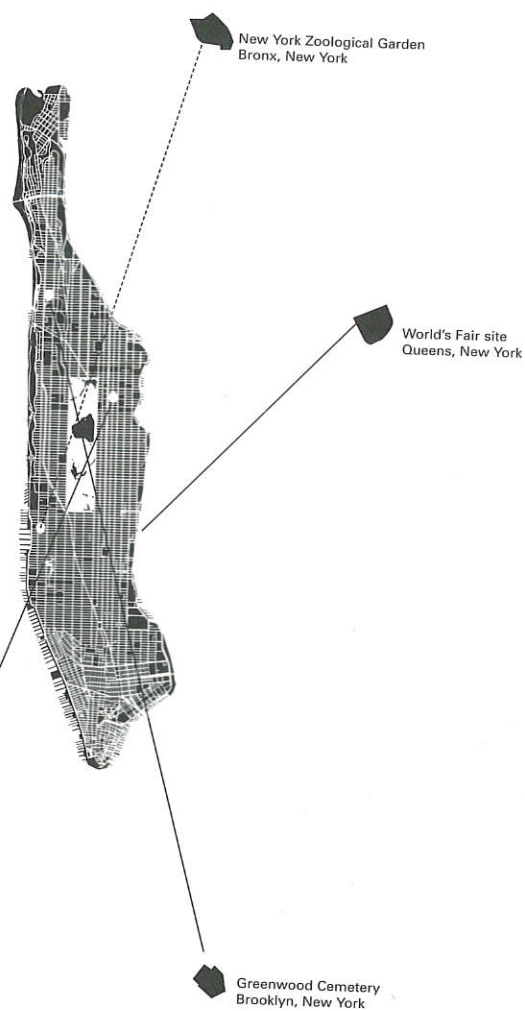 New York Zoological Garden
Bronx, New York
World's Fair site
Queens, New York
Greenwood Cemetery
Brooklyn, New York